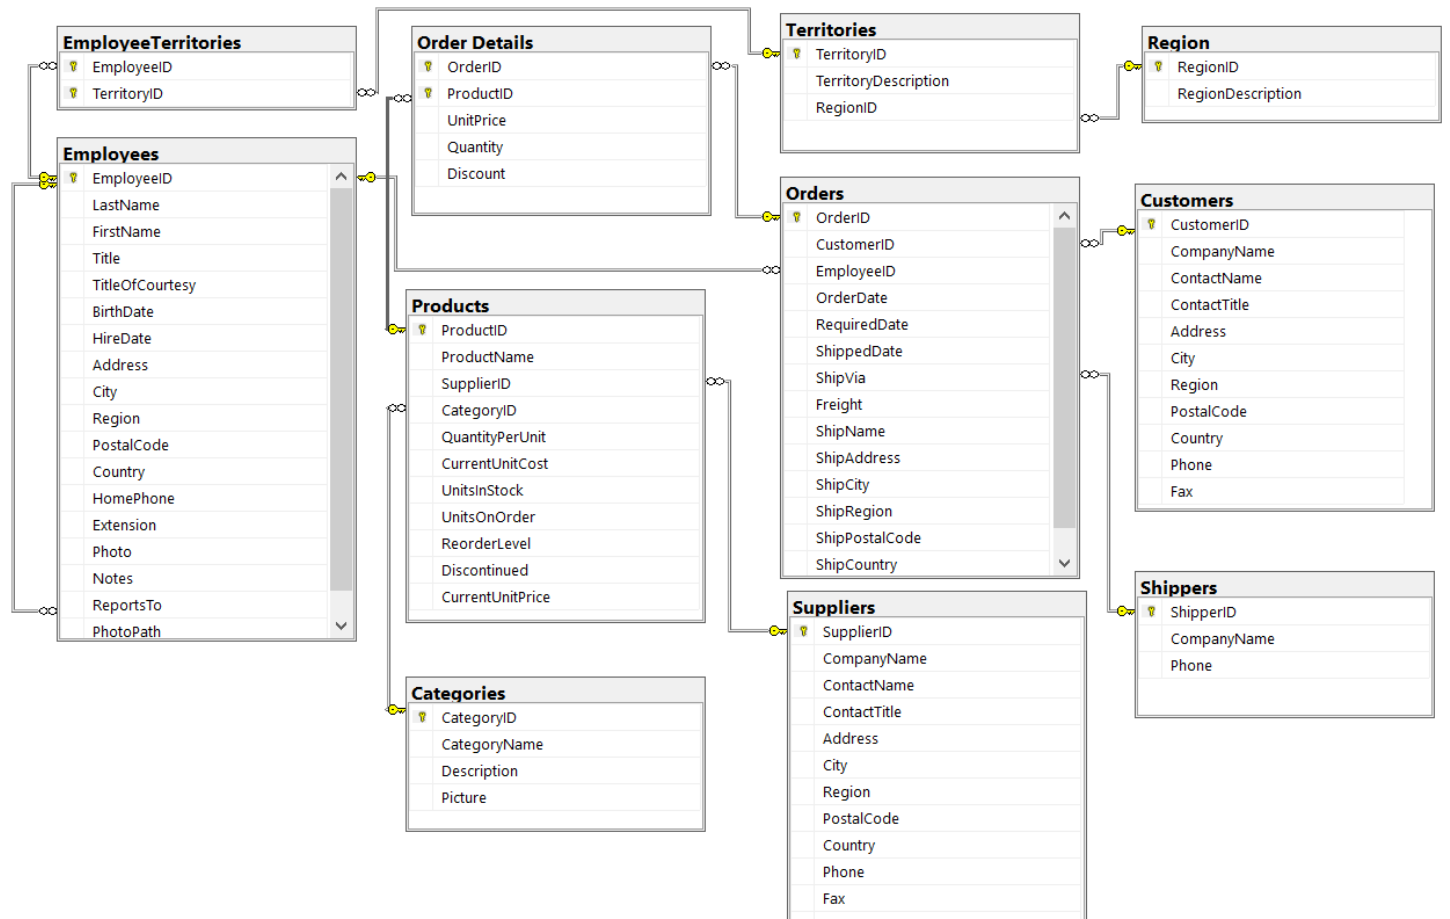 EmployeeTerritories
EmployeeID
TerritoryID
Employees
EmployeeID
LastName
FirstName
Title
TitleOfCourtesy
BirthDate
HireDate
Address
City
Region
PostalCode
Country
HomePhone
Extension
Photo
Notes
ReportsTo
PhotoPath
Order Details
OrderID
ProductID
UnitPrice
Quantity
Discount
Products
ProductID
ProductName
SupplierID
CategoryID
QuantityPerUnit
CurrentUnitCost
UnitsInStock
UnitsOnOrder
ReorderLevel
Discontinued
CurrentUnitPrice
Categories
CategoryID
CategoryName
Description
Picture
Territories
TerritoryID
TerritoryDescription
RegionID
Orders
OrderID
CustomerID
EmployeeID
OrderDate
RequiredDate
ShippedDate
ShipVia
Freight
ShipName
ShipAddress
ShipCity
ShipRegion
ShipPostalCode
ShipCountry
Suppliers
SupplierID
CompanyName
ContactName
ContactTitle
Address
City
Region
PostalCode
Country
Phone
Fax
Region
RegionID
RegionDescription
Customers
CustomerID
CompanyName
ContactName
ContactTitle
Address
City
Region
PostalCode
Country
Phone
Fax
Shippers
ShipperID
CompanyName
Phone